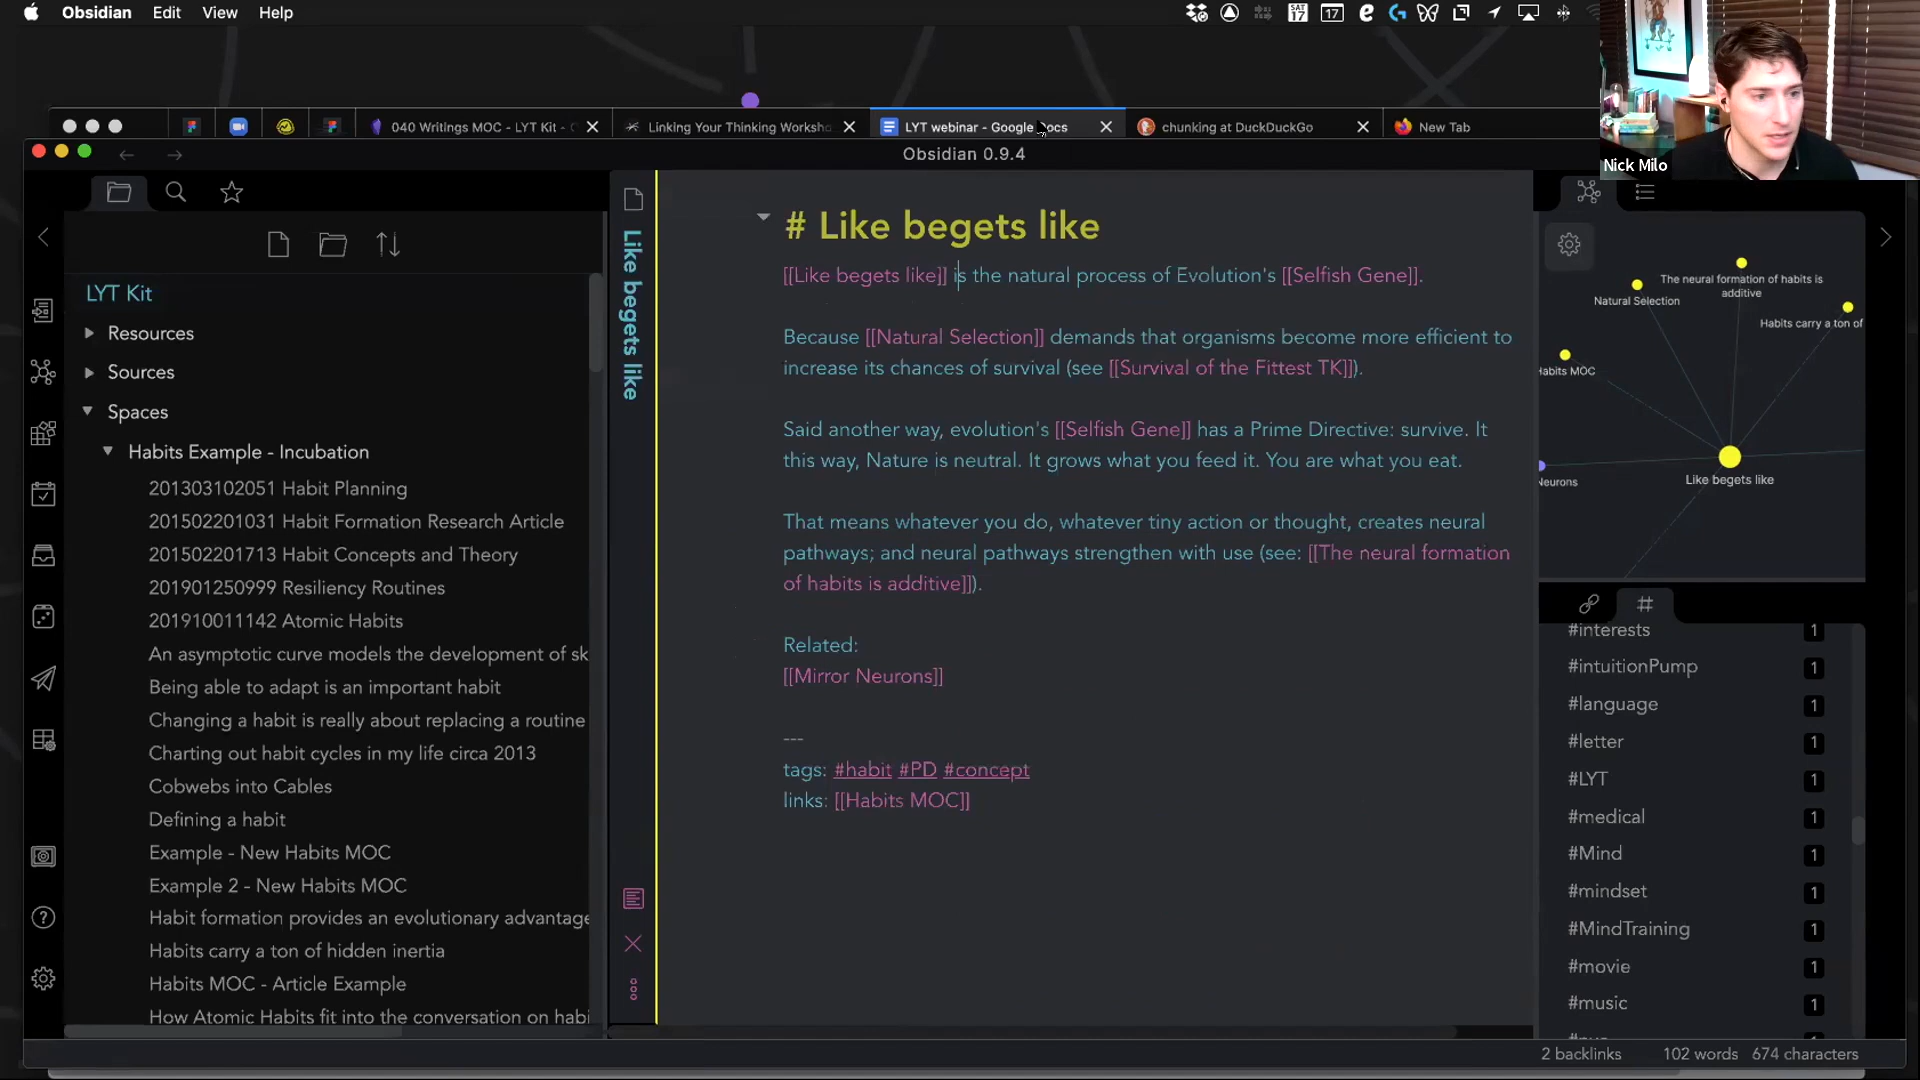 Obsidian Edit View Help
SAT 17 17
Nick Milo
040 Writings MOC - LYT Kit -
Linking Your Thinking Worksho
LYT webinar - Google Docs
chunking at DuckDuckGo
New Tab
Obsidian 0.9.4
LYT Kit
Resources
Sources
Spaces
Habits Example - Incubation
201303102051 Habit Planning
201502201031 Habit Formation Research Article
201502201713 Habit Concepts and Theory
201901250999 Resiliency Routines
201910011142 Atomic Habits
An asymptotic curve models the development of sk
Being able to adapt is an important habit
Changing a habit is really about replacing a routine
Charting out habit cycles in my life circa 2013
Cobwebs into Cables
Defining a habit
Example - New Habits MOC
Example 2 - New Habits MOC
Habit formation provides an evolutionary advantage
Habits carry a ton of hidden inertia
Habits MOC - Article Example
How Atomic Habits fit into the conversation on habi
Like begets like
# Like begets like
[[Like begets like]] is the natural process of Evolution's [[Selfish Gene]].
Because [[Natural Selection]] demands that organisms become more efficient to
increase its chances of survival (see [[Survival of the Fittest TK]]).
Said another way, evolution's [[Selfish Gene]] has a Prime Directive: survive. It
this way, Nature is neutral. It grows what you feed it. You are what you eat.
That means whatever you do, whatever tiny action or thought, creates neural
pathways; and neural pathways strengthen with use (see: [[The neural formation
of habits is additive]]).
Related:
[[Mirror Neurons]]
---
tags: #habit #PD #concept
links: [[Habits MOC]]
The neural formation of habits is
additive
Natural Selection
Habits carry a ton of
Habits MOC
Neurons
Like begets like
#interests 1
#intuitionPump 1
#language 1
#letter 1
#LYT 1
#medical 1
#Mind 1
#mindset 1
#MindTraining 1
#movie 1
#music 1
2 backlinks 102 words 674 characters